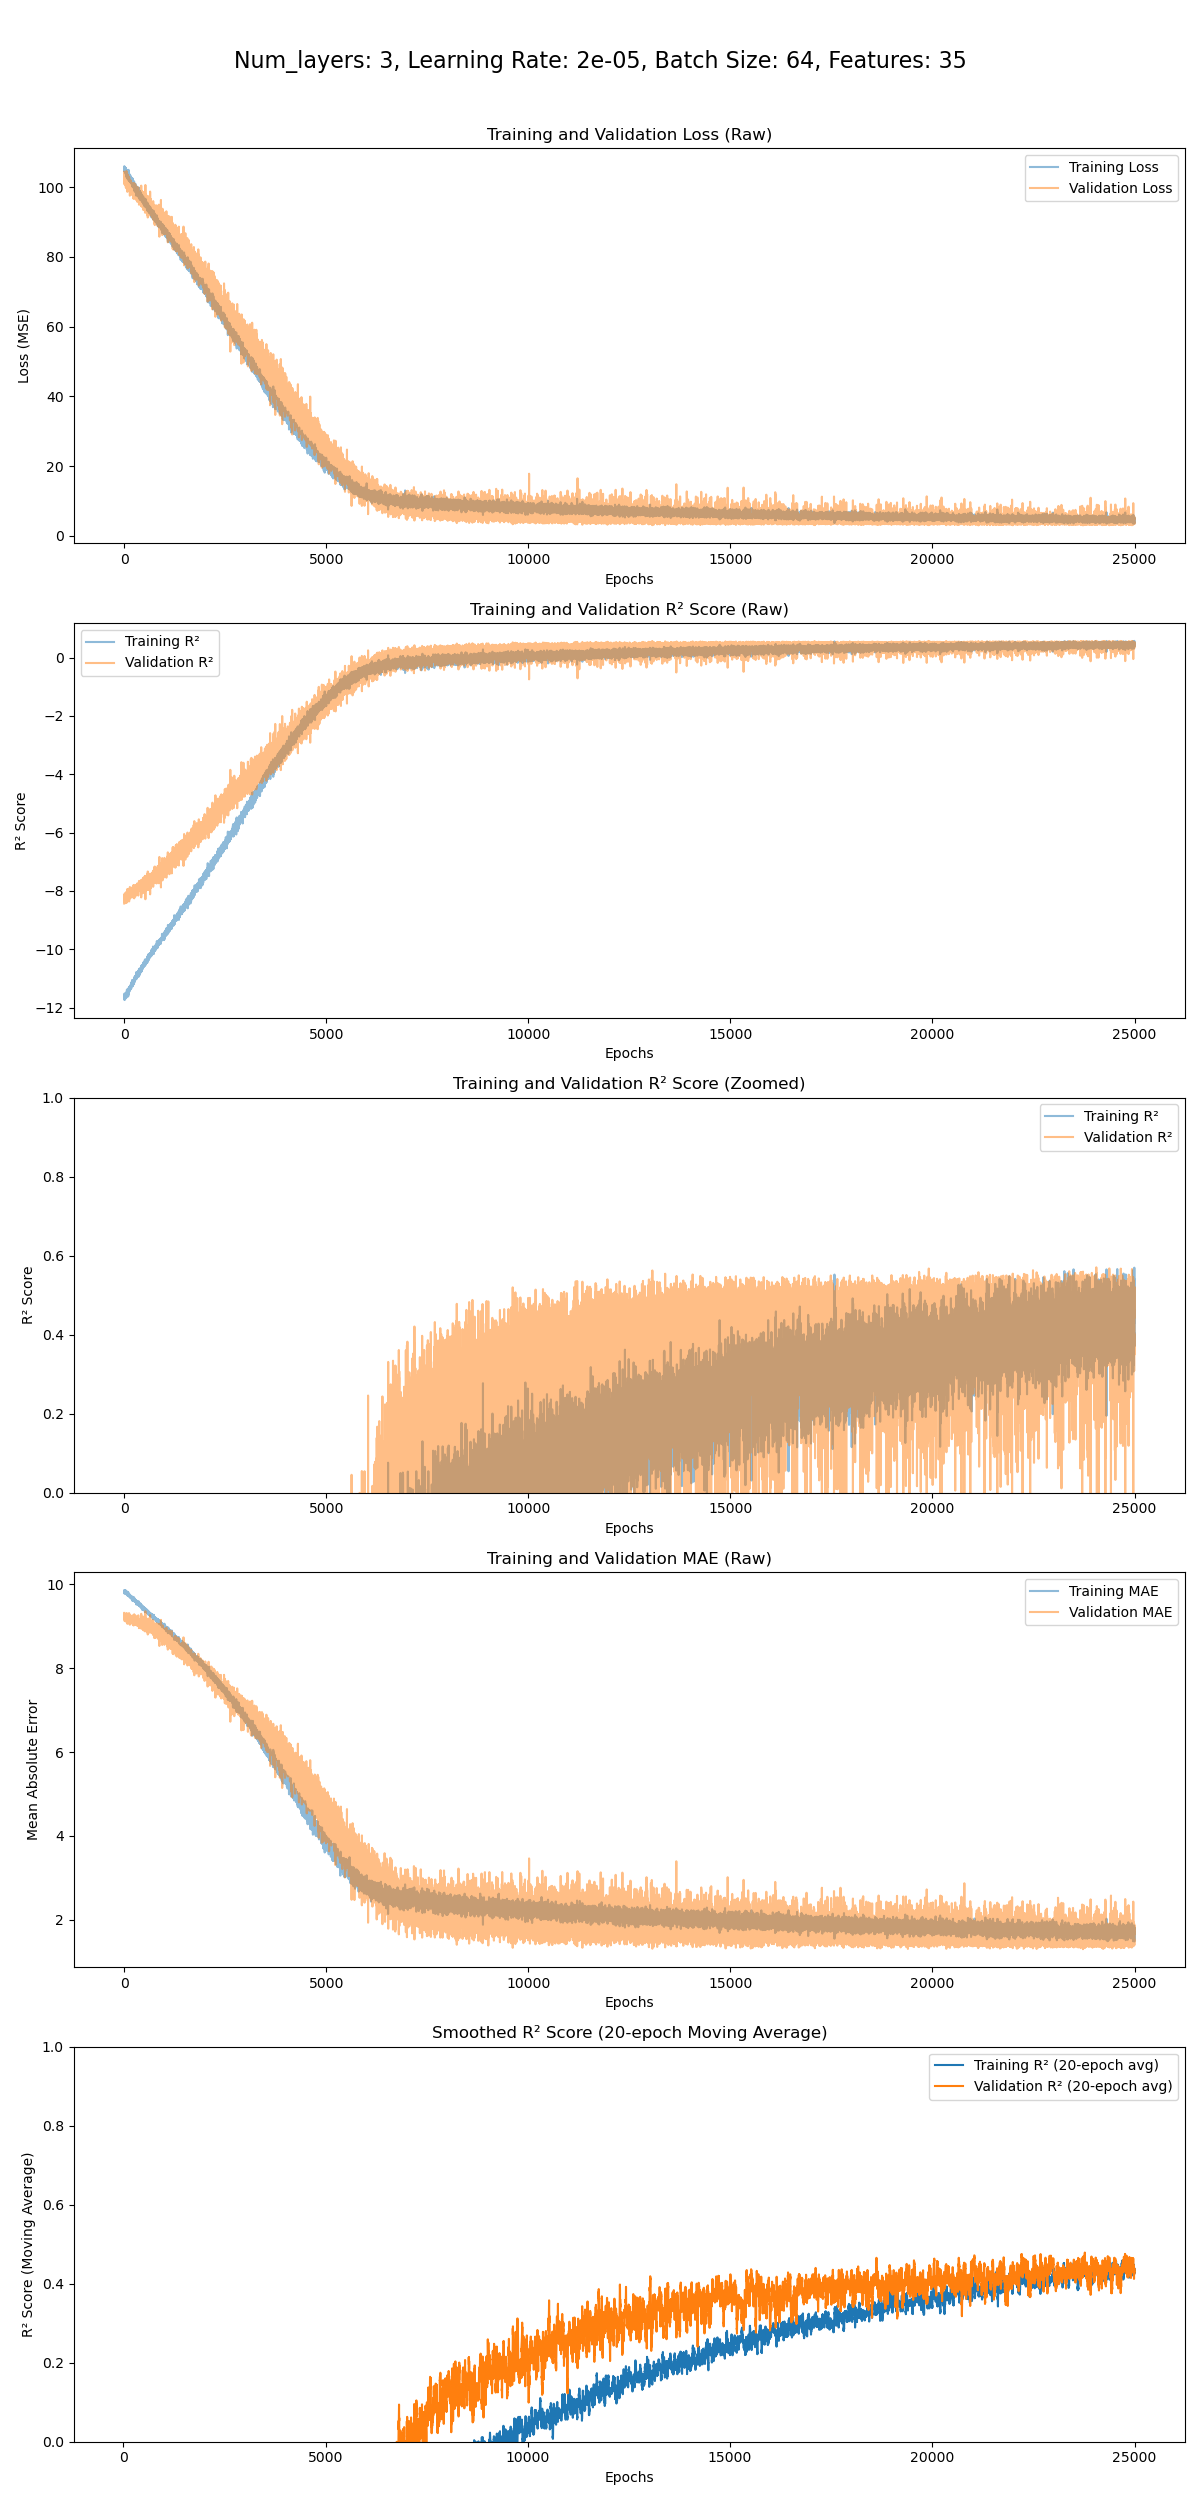 Num_layers: 3, Learning Rate: 2e-05, Batch Size: 64, Features: 35
Training and Validation Loss (Raw)
Training Loss
Validation Loss
Loss (MSE)
100
80
60
40
20
0
0 5000 10000 15000 20000 25000
Epochs
Training and Validation R² Score (Raw)
Training R²
Validation R²
R² Score
0
−2
−4
−6
−8
−10
−12
0 5000 10000 15000 20000 25000
Epochs
Training and Validation R² Score (Zoomed)
Training R²
Validation R²
R² Score
1.0
0.8
0.6
0.4
0.2
0.0
0 5000 10000 15000 20000 25000
Epochs
Training and Validation MAE (Raw)
Training MAE
Validation MAE
Mean Absolute Error
10
8
6
4
2
0 5000 10000 15000 20000 25000
Epochs
Smoothed R² Score (20-epoch Moving Average)
Training R² (20-epoch avg)
Validation R² (20-epoch avg)
R² Score (Moving Average)
1.0
0.8
0.6
0.4
0.2
0.0
0 5000 10000 15000 20000 25000
Epochs